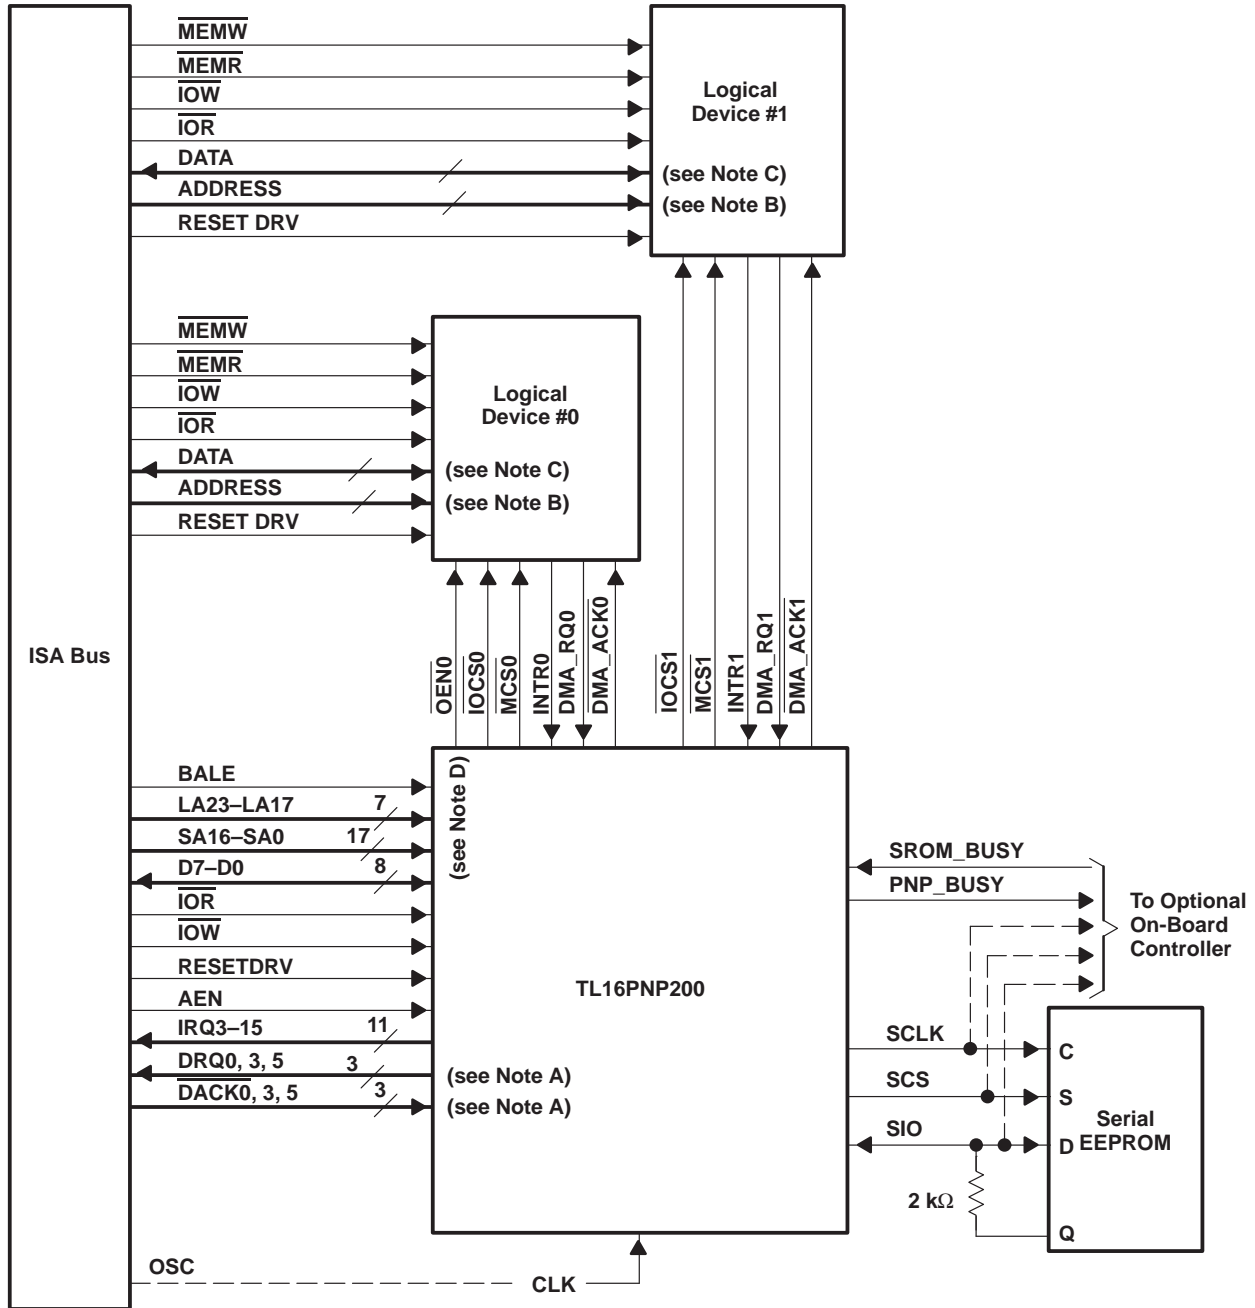 MEMW
MEMR
IOW
IOR
DATA
ADDRESS
RESET DRV
Logical
Device #1
(see Note C)
(see Note B)
MEMW
MEMR
IOW
IOR
DATA
ADDRESS
RESET DRV
Logical
Device #0
(see Note C)
(see Note B)
ISA Bus
OEN0
IOCS0
MCS0
INTR0
DMA_RQ0
DMA_ACK0
IOCS1
MCS1
INTR1
DMA_RQ1
DMA_ACK1
BALE
LA23–LA17 7
SA16–SA0 17
D7–D0 8
IOR
IOW
RESETDRV
AEN
IRQ3–15 11
DRQ0, 3, 5 3
DACK0, 3, 5 3
(see Note D)
TL16PNP200
(see Note A)
(see Note A)
SROM_BUSY
PNP_BUSY
To Optional
On-Board
Controller
SCLK
SCS
SIO
2 kΩ
C
S
D
Q
Serial
EEPROM
OSC
CLK